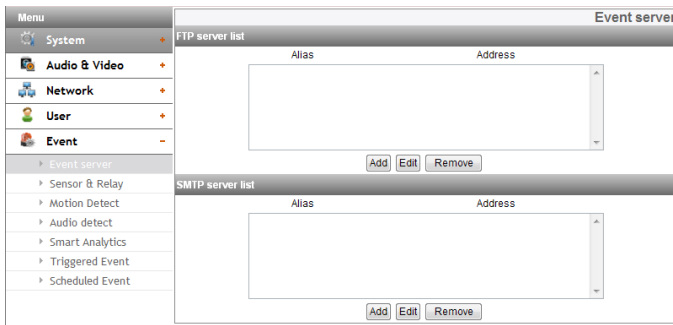 Menu
System
Audio & Video
Network
User
Event
Event server
Sensor & Relay
Motion Detect
Audio detect
Smart Analytics
Triggered Event
Scheduled Event
Event server
FTP server list
Alias Address
Add Edit Remove
SMTP server list
Alias Address
Add Edit Remove